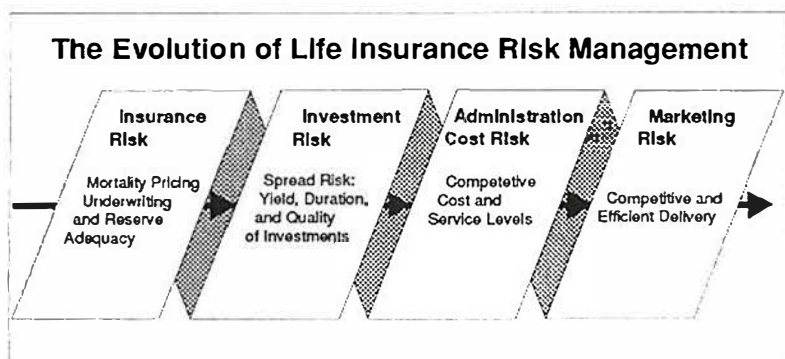 The Evolution of Life Insurance Risk Management
Insurance
Risk
Mortality Pricing
Underwriting
and Reserve
Adequacy
Investment
Risk
Spread Risk:
Yield, Duration,
and Quality
of Investments
Administration
Cost Risk
Competetive
Cost and
Service Levels
Marketing
Risk
Competitive and
Efficient Delivery